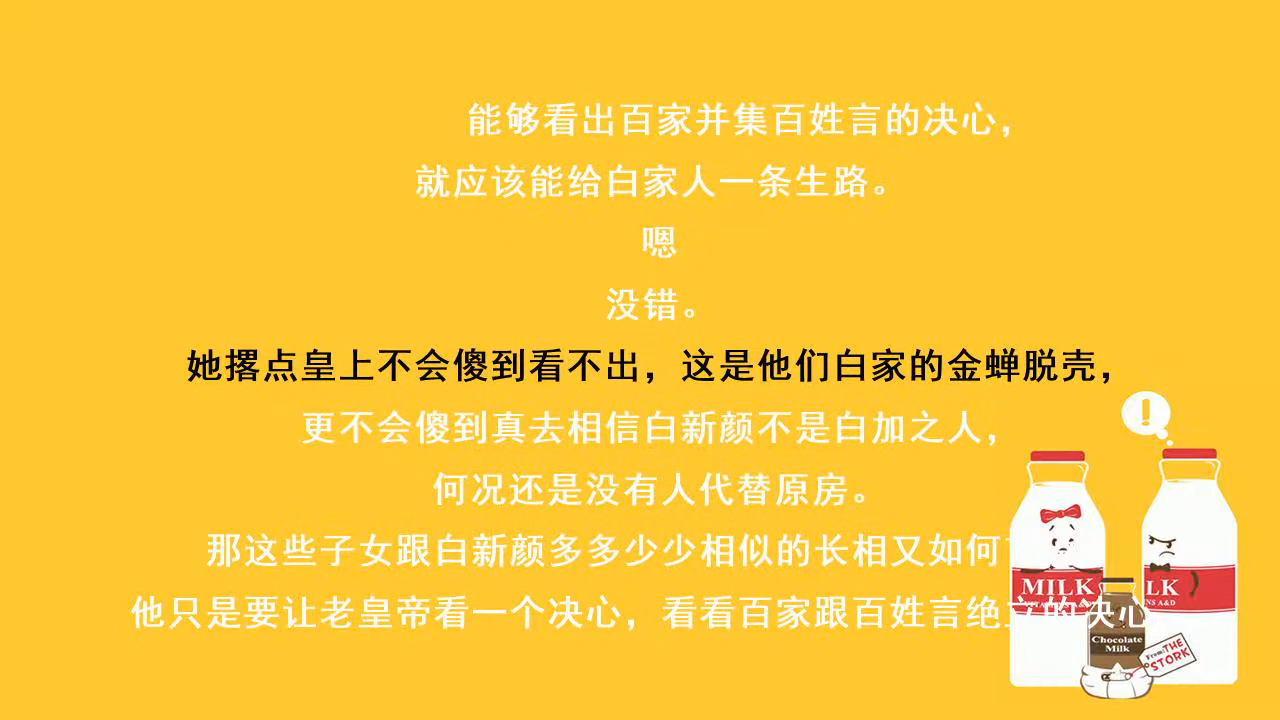 能够看出百家并集百姓言的决心，
就应该能给白家人一条生路。
嗯
没错。
她撂点皇上不会傻到看不出，这是他们白家的金蝉脱壳，
更不会傻到真去相信白新颜不是白加之人，
何况还是没有人代替原房。
那这些子女跟白新颜多多少少相似的长相又如何
他只是要让老皇帝看一个决心，看看百家跟百姓言绝立的决心
!
MILK
LK
NS A&D
Chocolate
Milk
From: THE
STORK